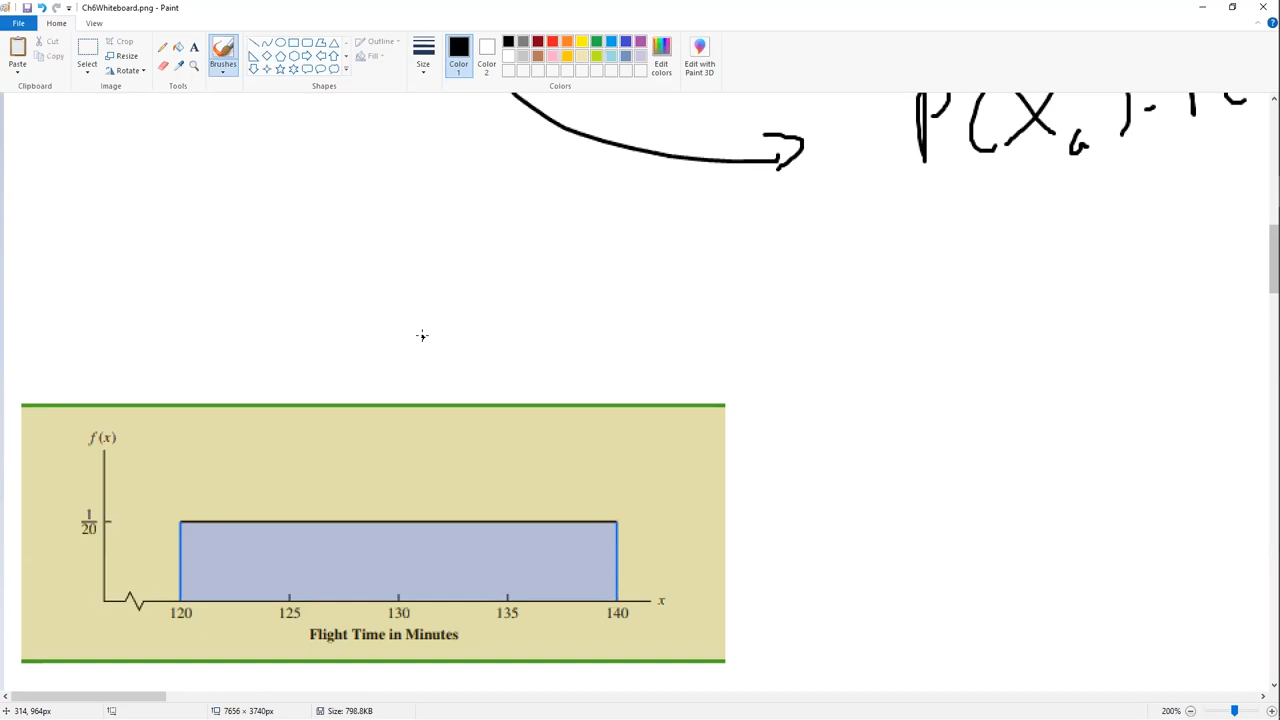 Ch6Whiteboard.png - Paint
File Home View
Paste
Cut
Copy
Clipboard
Select
Crop
Resize
Rotate
Image
Tools
Brushes
Shapes
Outline
Fill
Size
Color 1
Color 2
Colors
Edit colors
Edit with Paint 3D
f(x)
1/20
120 125 130 135 140 x
Flight Time in Minutes
314, 964px
7656 × 3740px
Size: 798.8KB
200%